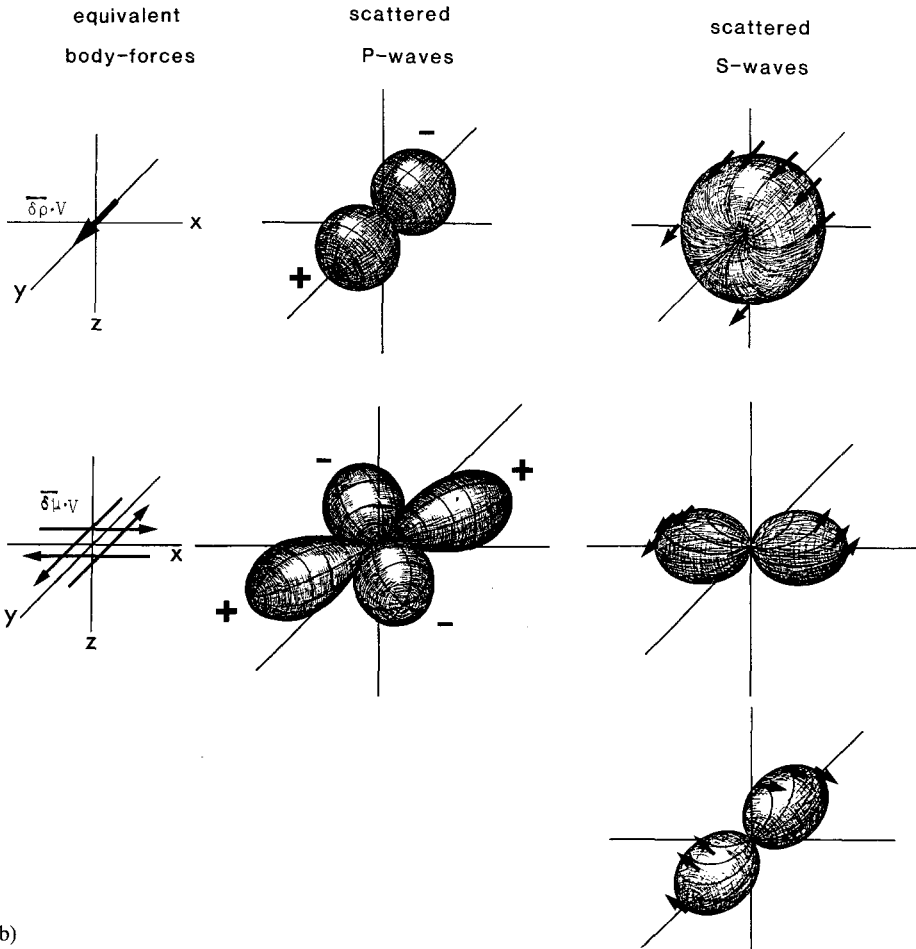 equivalent
body-forces
scattered
P-waves
scattered
S-waves
δρ·V
x
y
z
-
+
δμ·V
x
y
z
-
+
+
-
b)